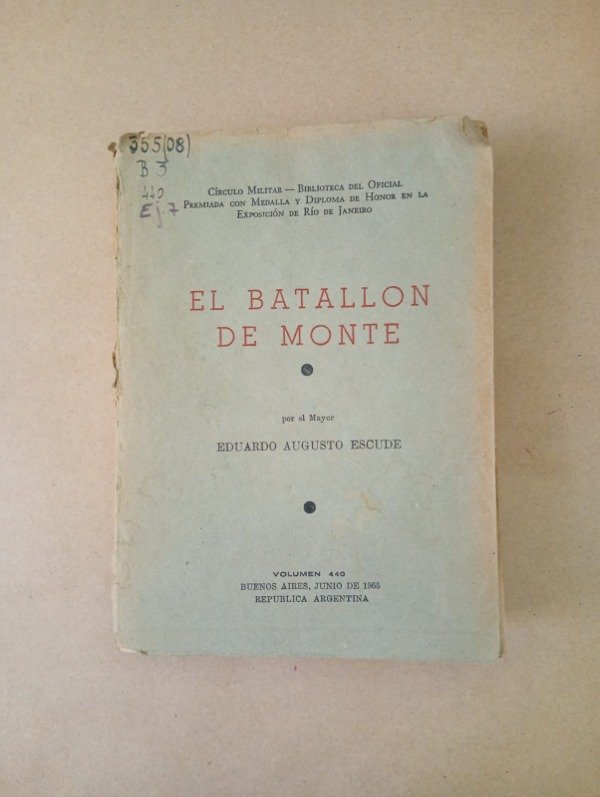 355(08)
B 3
440
Ej. 7
Círculo Militar — Biblioteca del Oficial
Premiada con Medalla y Diploma de Honor en la
Exposición de Río de Janeiro
EL BATALLON
DE MONTE
por el Mayor
EDUARDO AUGUSTO ESCUDE
VOLUMEN 440
BUENOS AIRES, JUNIO DE 1955
REPUBLICA ARGENTINA